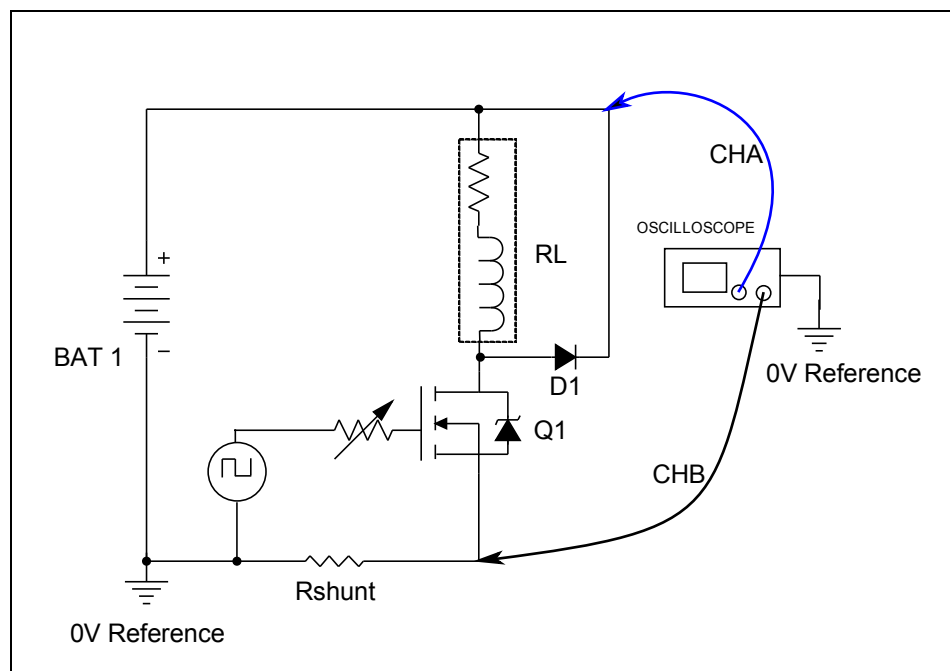 CHA
OSCILLOSCOPE
RL
+
BAT 1
−
D1
0V Reference
Q1
CHB
Rshunt
0V Reference